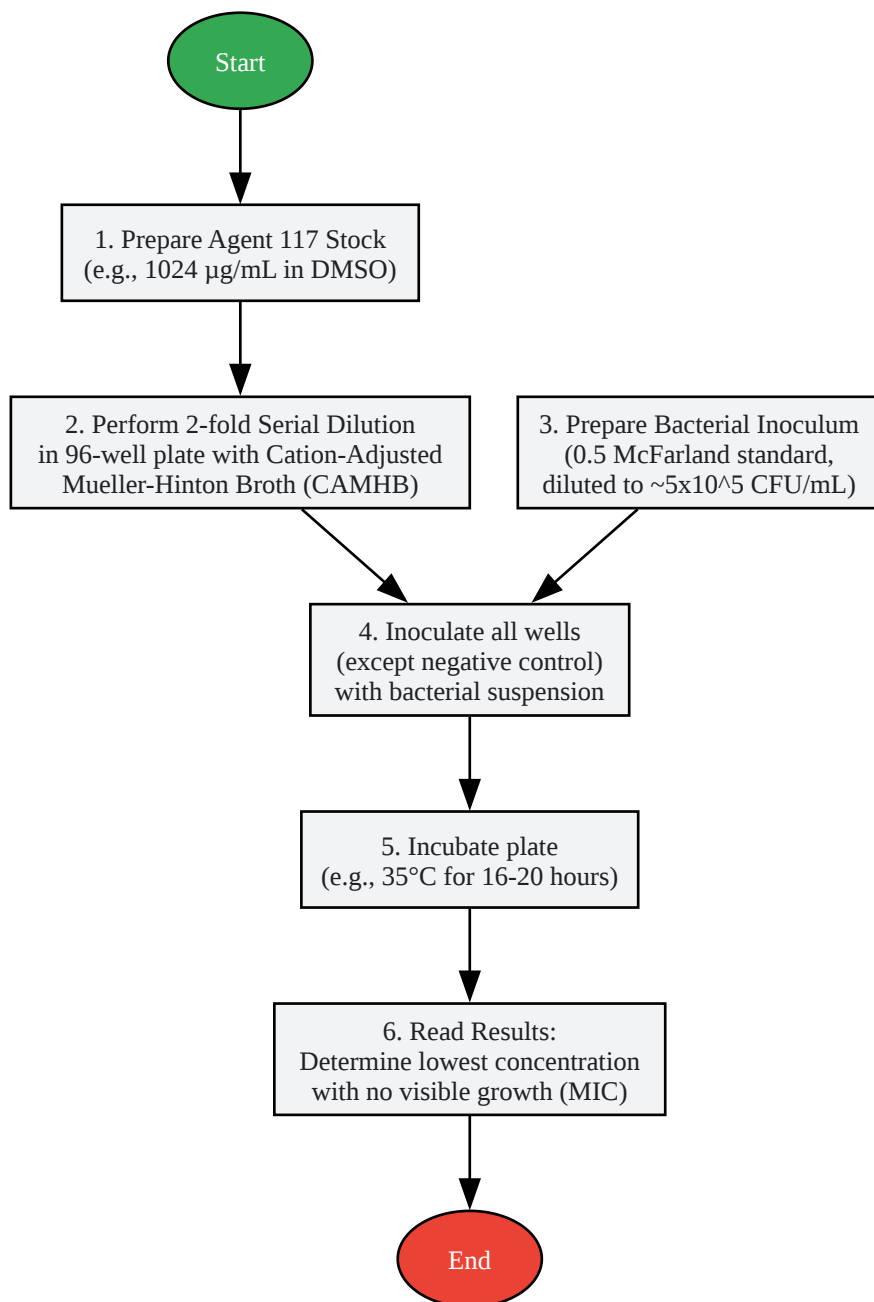 Start
1. Prepare Agent 117 Stock
(e.g., 1024 µg/mL in DMSO)
2. Perform 2-fold Serial Dilution
in 96-well plate with Cation-Adjusted
Mueller-Hinton Broth (CAMHB)
3. Prepare Bacterial Inoculum
(0.5 McFarland standard,
diluted to ~5x10^5 CFU/mL)
4. Inoculate all wells
(except negative control)
with bacterial suspension
5. Incubate plate
(e.g., 35°C for 16-20 hours)
6. Read Results:
Determine lowest concentration
with no visible growth (MIC)
End